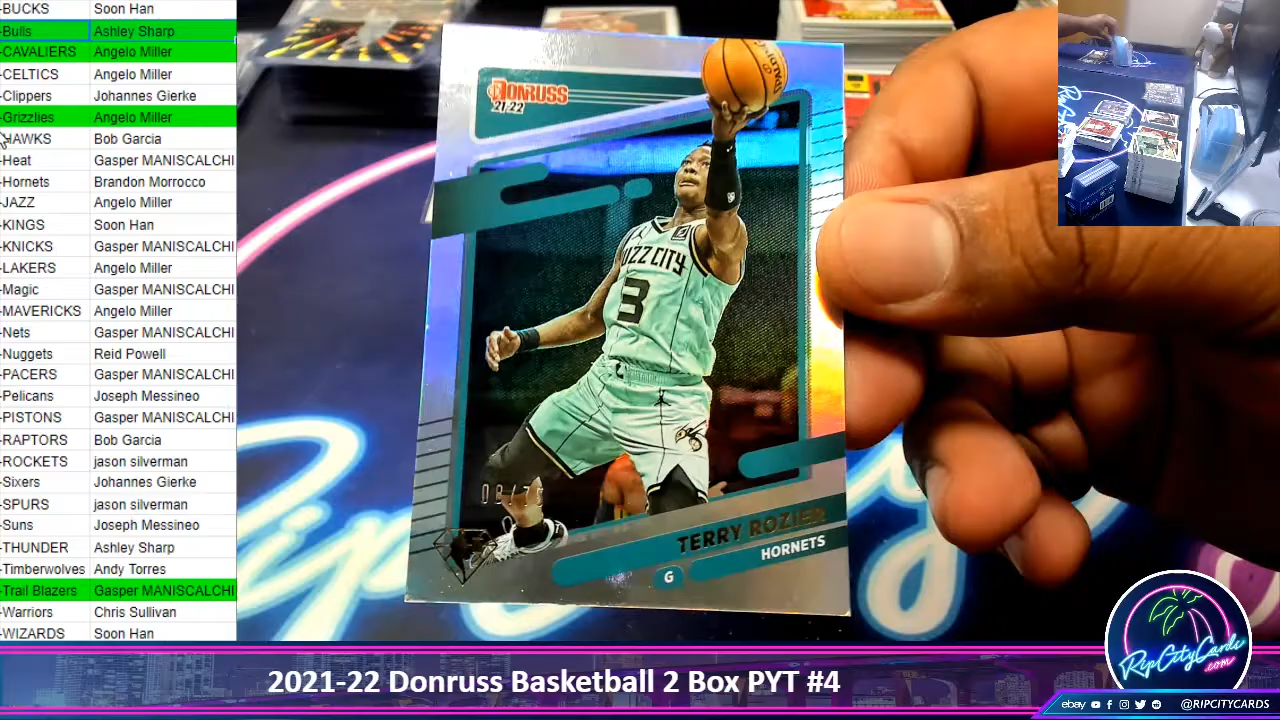 -BUCKS Soon Han
-Bulls Ashley Sharp
-CAVALIERS Angelo Miller
-CELTICS Angelo Miller
-Clippers Johannes Gierke
-Grizzlies Angelo Miller
-HAWKS Bob Garcia
-Heat Gasper MANISCALCHI
-Hornets Brandon Morrocco
-JAZZ Angelo Miller
-KINGS Soon Han
-KNICKS Gasper MANISCALCHI
-LAKERS Angelo Miller
-Magic Gasper MANISCALCHI
-MAVERICKS Angelo Miller
-Nets Gasper MANISCALCHI
-Nuggets Reid Powell
-PACERS Gasper MANISCALCHI
-Pelicans Joseph Messineo
-PISTONS Gasper MANISCALCHI
-RAPTORS Bob Garcia
-ROCKETS jason silverman
-Sixers Johannes Gierke
-SPURS jason silverman
-Suns Joseph Messineo
-THUNDER Ashley Sharp
-Timberwolves Andy Torres
-Trail Blazers Gasper MANISCALCHI
-Warriors Chris Sullivan
-WIZARDS Soon Han
DONRUSS
21-22
SPALDING
UZZ CITY
3
TERRY ROZIER
HORNETS
G
RipCityCards
.com
2021-22 Donruss Basketball 2 Box PYT #4
ebay @RIPCITYCARDS